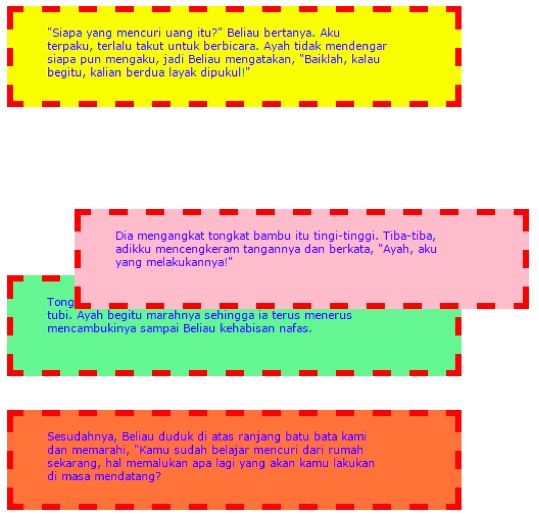 "Siapa yang mencuri uang itu?" Beliau bertanya. Aku
terpaku, terlalu takut untuk berbicara. Ayah tidak mendengar
siapa pun mengaku, jadi Beliau mengatakan, "Baiklah, kalau
begitu, kalian berdua layak dipukul!"
Dia mengangkat tongkat bambu itu tingi-tinggi. Tiba-tiba,
adikku mencengkeram tangannya dan berkata, "Ayah, aku
yang melakukannya!"
tubi. Ayah begitu marahnya sehingga ia terus menerus
mencambukinya sampai Beliau kehabisan nafas.
Sesudahnya, Beliau duduk di atas ranjang batu bata kami
dan memarahi, "Kamu sudah belajar mencuri dari rumah
sekarang, hal memalukan apa lagi yang akan kamu lakukan
di masa mendatang?